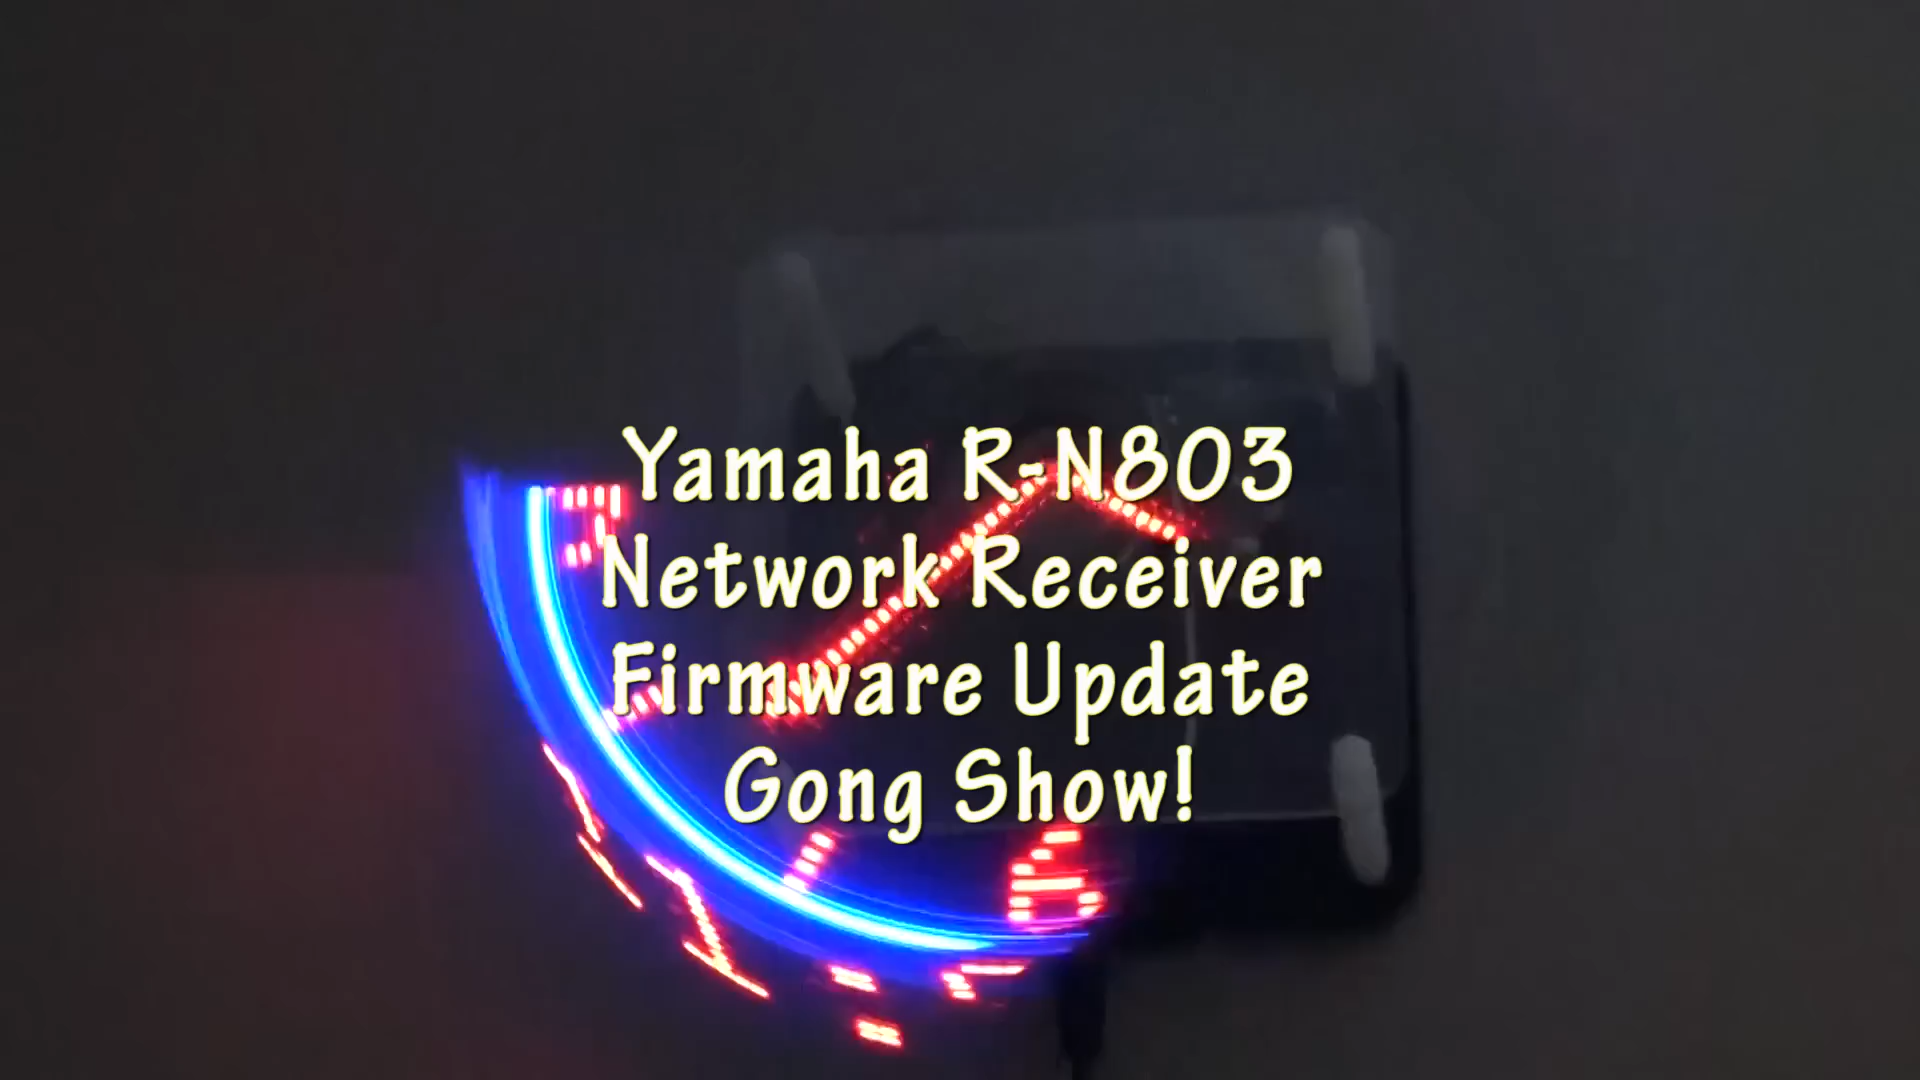 Yamaha R-N803
Network Receiver
Firmware Update
Gong Show!